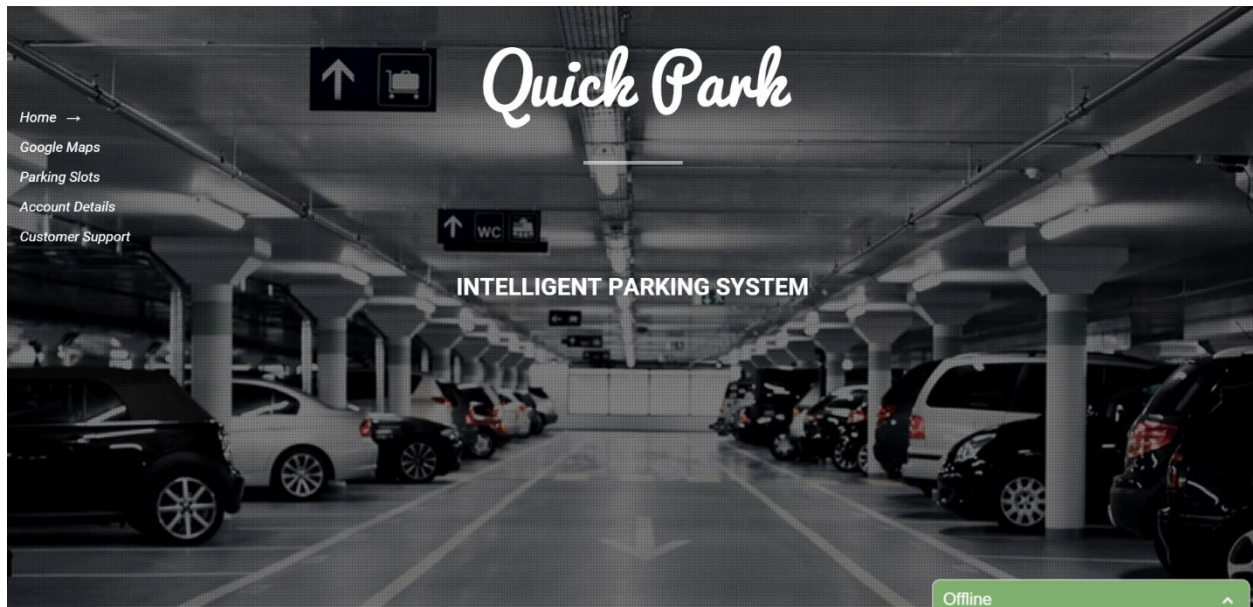 Quick Park
Home →
Google Maps
Parking Slots
Account Details
Customer Support
WC
INTELLIGENT PARKING SYSTEM
Offline